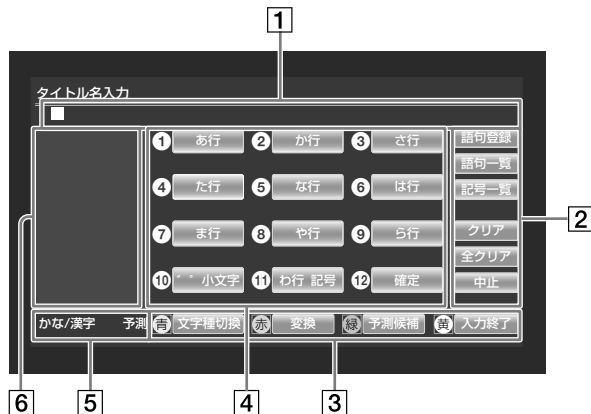 1
タイトル名入力
1 あ行 2 か行 3 さ行 語句登録
語句一覧
4 た行 5 な行 6 は行 記号一覧
2
7 ま行 8 や行 9 ら行 クリア
全クリア
10 ゛゜小文字 11 わ行 記号 12 確定 中止
かな/漢字 予測 青 文字種切換 赤 変換 緑 予測候補 黄 入力終了
6 5 4 3